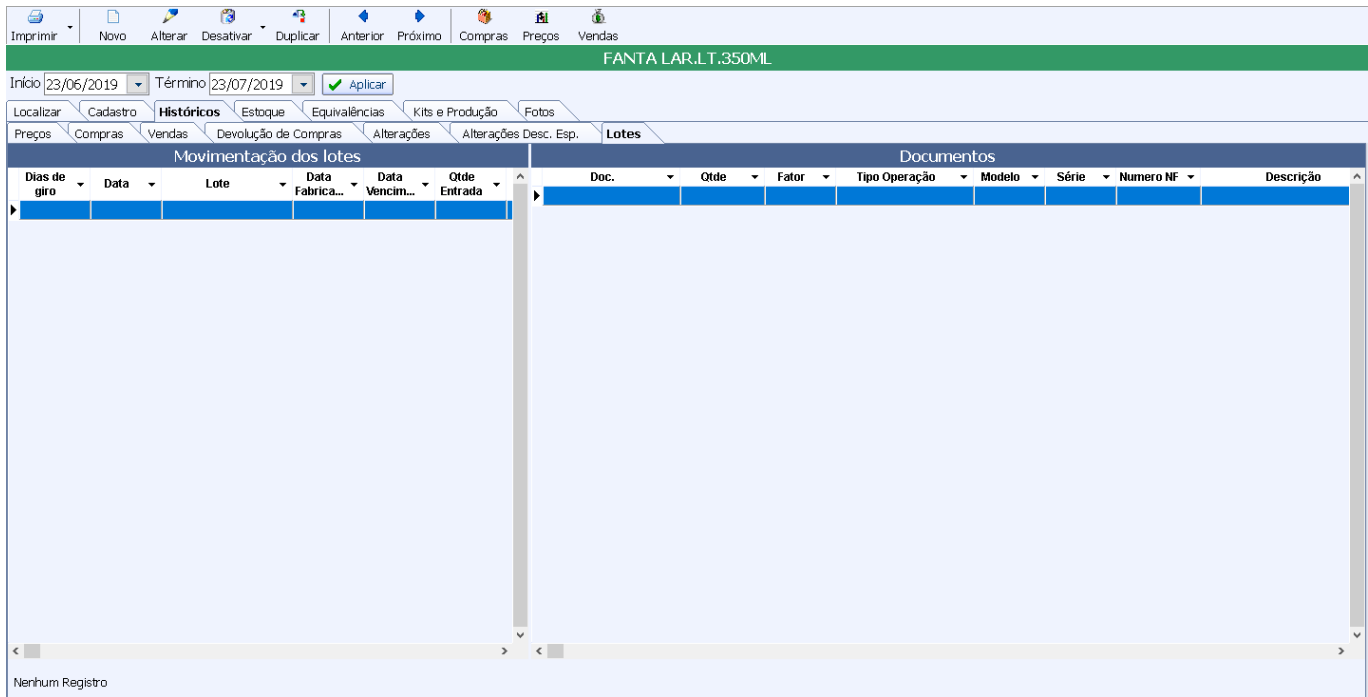 Imprimir Novo Alterar Desativar Duplicar Anterior Próximo Compras Preços Vendas
FANTA LAR.LT.350ML
Início 23/06/2019 Término 23/07/2019 Aplicar
Localizar Cadastro Históricos Estoque Equivalências Kits e Produção Fotos
Preços Compras Vendas Devolução de Compras Alterações Alterações Desc. Esp. Lotes
Movimentação dos lotes
Dias de giro Data Lote Data Fabrica... Data Vencim... Qtde Entrada
Documentos
Doc. Qtde Fator Tipo Operação Modelo Série Numero NF Descrição
Nenhum Registro